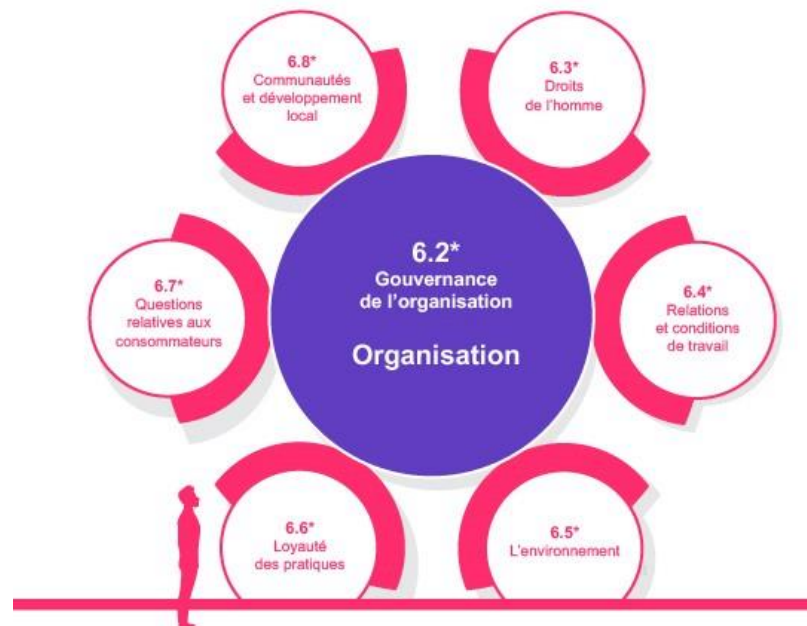 6.8*
Communautés
et développement
local
6.3*
Droits
de l'homme
6.2*
Gouvernance
de l'organisation
Organisation
6.7*
Questions
relatives aux
consommateurs
6.4*
Relations
et conditions
de travail
6.6*
Loyauté
des pratiques
6.5*
L'environnement